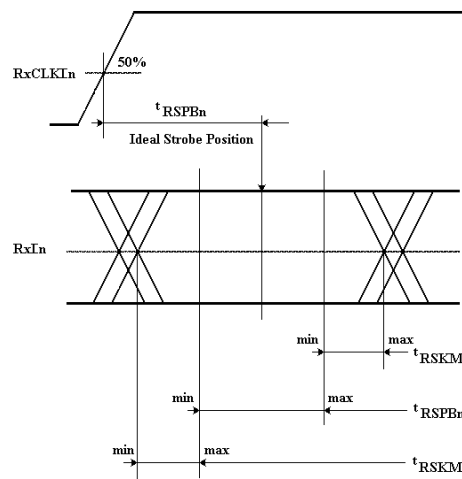 50%
RxCLKIn
tRSPBn
Ideal Strobe Position
RxIn
min max
tRSKM
min max
tRSPBn
min max
tRSKM